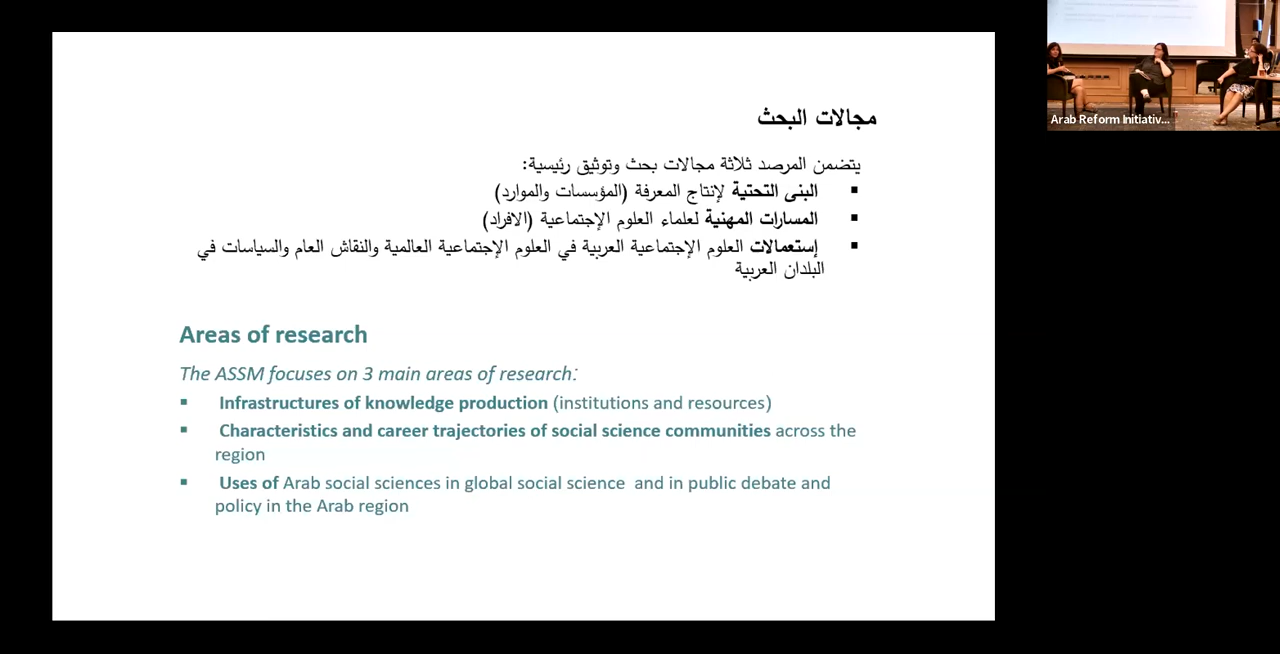 مجالات البحث
يتضمن المرصد ثلاثة مجالات بحث وتوثيق رئيسية:
▪ البنى التحتية لإنتاج المعرفة (المؤسسات والموارد)
▪ المسارات المهنية لعلماء العلوم الإجتماعية (الافراد)
▪ إستعمالات العلوم الإجتماعية العربية في العلوم الإجتماعية العالمية والنقاش العام والسياسات في
البلدان العربية
Areas of research
The ASSM focuses on 3 main areas of research:
▪ Infrastructures of knowledge production (institutions and resources)
▪ Characteristics and career trajectories of social science communities across the
region
▪ Uses of Arab social sciences in global social science and in public debate and
policy in the Arab region
Arab Reform Initiativ...